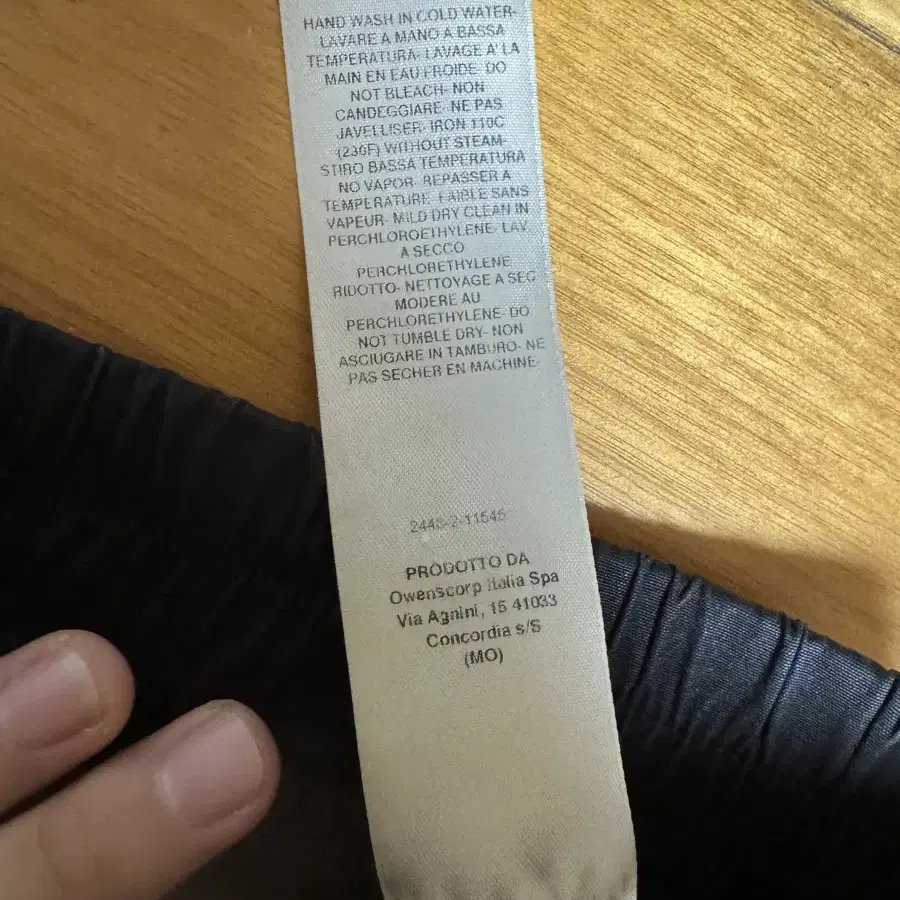 HAND WASH IN COLD WATER-
LAVARE A MANO A BASSA
TEMPERATURA- LAVAGE A' LA
MAIN EN EAU FROIDE- DO
NOT BLEACH- NON
CANDEGGIARE- NE PAS
JAVELLISER- IRON 110C
(230F) WITHOUT STEAM-
STIRO BASSA TEMPERATURA
NO VAPOR- REPASSER A
TEMPERATURE FAIBLE SANS
VAPEUR- MILD DRY CLEAN IN
PERCHLOROETHYLENE- LAV.
A SECCO
PERCHLORETHYLENE
RIDOTTO- NETTOYAGE A SEC
MODERE AU
PERCHLORETHYLENE- DO
NOT TUMBLE DRY- NON
ASCIUGARE IN TAMBURO- NE
PAS SECHER EN MACHINE-
2448-2-11545
PRODOTTO DA
Owenscorp Italia Spa
Via Agnini, 15 41033
Concordia s/S
(MO)